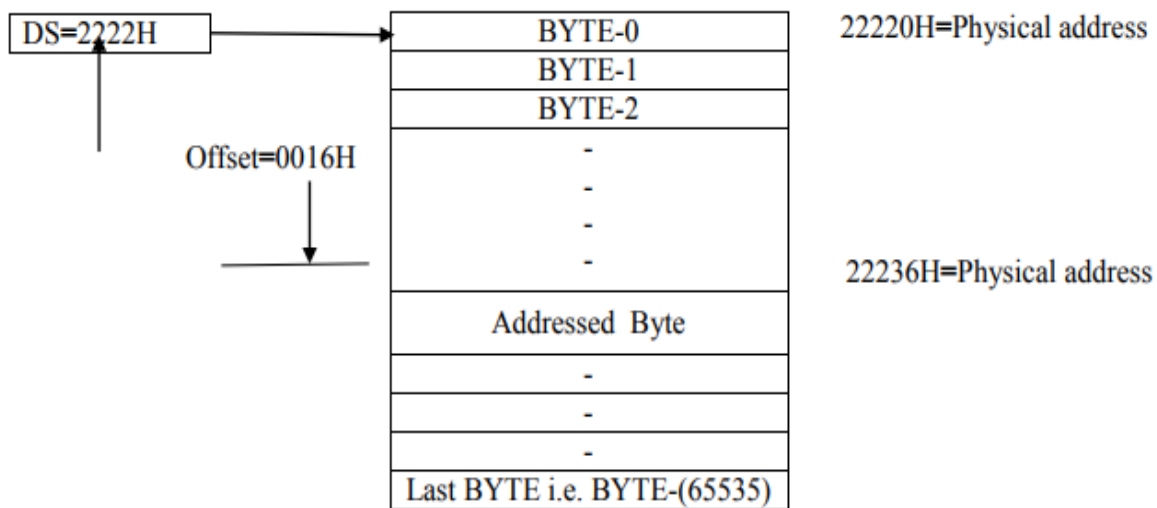 DS=2222H
BYTE-0
22220H=Physical address
BYTE-1
BYTE-2
Offset=0016H
-
-
-
-
22236H=Physical address
Addressed Byte
-
-
-
Last BYTE i.e. BYTE-(65535)